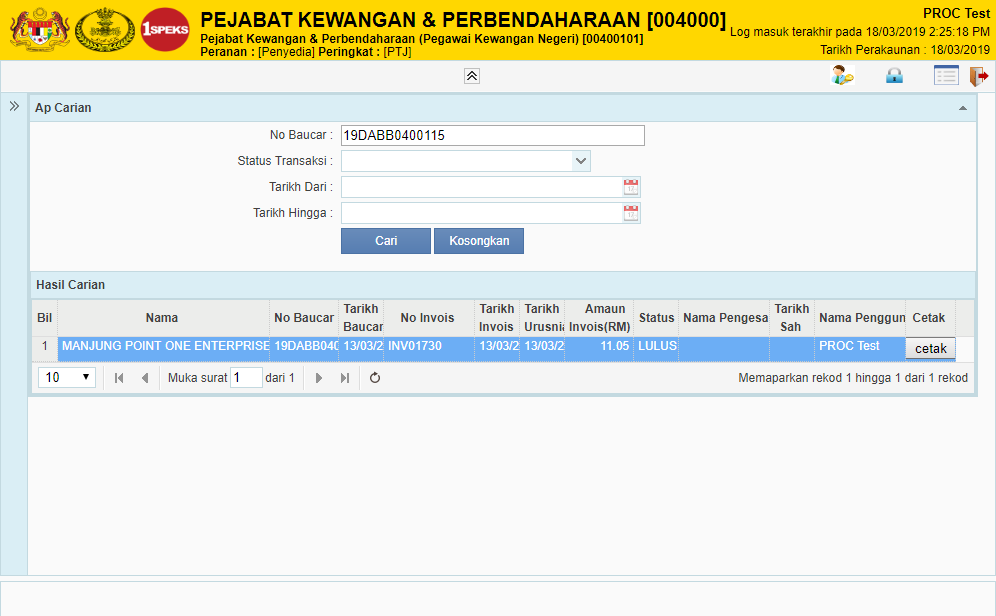 1SPEKS
PEJABAT KEWANGAN & PERBENDAHARAAN [004000]
Pejabat Kewangan & Perbendaharaan (Pegawai Kewangan Negeri) [00400101]
Peranan : [Penyedia] Peringkat : [PTJ]
PROC Test
Log masuk terakhir pada 18/03/2019 2:25:18 PM
Tarikh Perakaunan : 18/03/2019
Ap Carian
No Baucar : 19DABB0400115
Status Transaksi :
Tarikh Dari :
Tarikh Hingga :
Cari Kosongkan
Hasil Carian
Bil Nama No Baucar Tarikh Baucar No Invois Tarikh Invois Tarikh Urusnia Amaun Invois(RM) Status Nama Pengesa Tarikh Sah Nama Penggun Cetak
1 MANJUNG POINT ONE ENTERPRISE 19DABB040 13/03/2 INV01730 13/03/2 13/03/2 11.05 LULUS PROC Test cetak
10 Muka surat 1 dari 1 Memaparkan rekod 1 hingga 1 dari 1 rekod